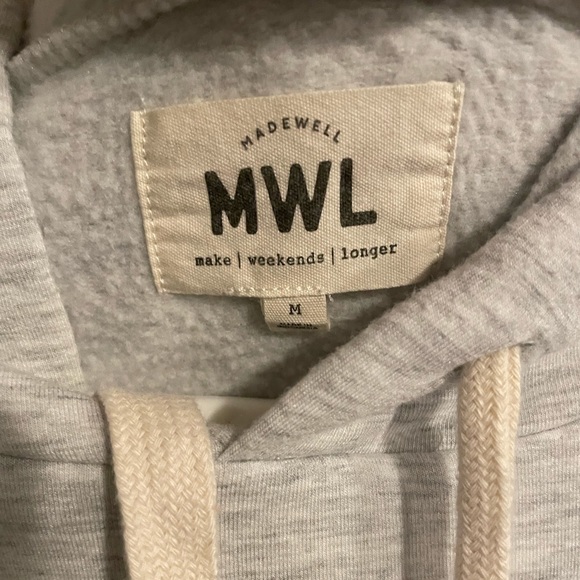 MADEWELL
MWL
make | weekends | longer
M